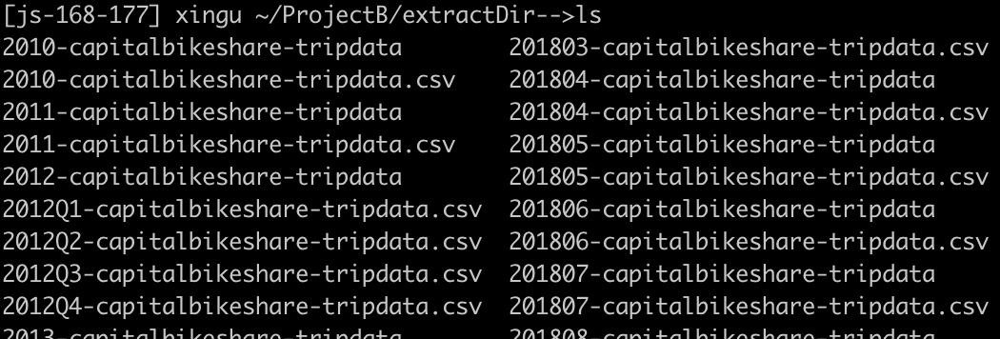 [js-168-177] xingu ~/ProjectB/extractDir-->ls
2010-capitalbikeshare-tripdata 201803-capitalbikeshare-tripdata.csv
2010-capitalbikeshare-tripdata.csv 201804-capitalbikeshare-tripdata
2011-capitalbikeshare-tripdata 201804-capitalbikeshare-tripdata.csv
2011-capitalbikeshare-tripdata.csv 201805-capitalbikeshare-tripdata
2012-capitalbikeshare-tripdata 201805-capitalbikeshare-tripdata.csv
2012Q1-capitalbikeshare-tripdata.csv 201806-capitalbikeshare-tripdata
2012Q2-capitalbikeshare-tripdata.csv 201806-capitalbikeshare-tripdata.csv
2012Q3-capitalbikeshare-tripdata.csv 201807-capitalbikeshare-tripdata
2012Q4-capitalbikeshare-tripdata.csv 201807-capitalbikeshare-tripdata.csv
2013-capitalbikeshare-tripdata 201808-capitalbikeshare-tripdata